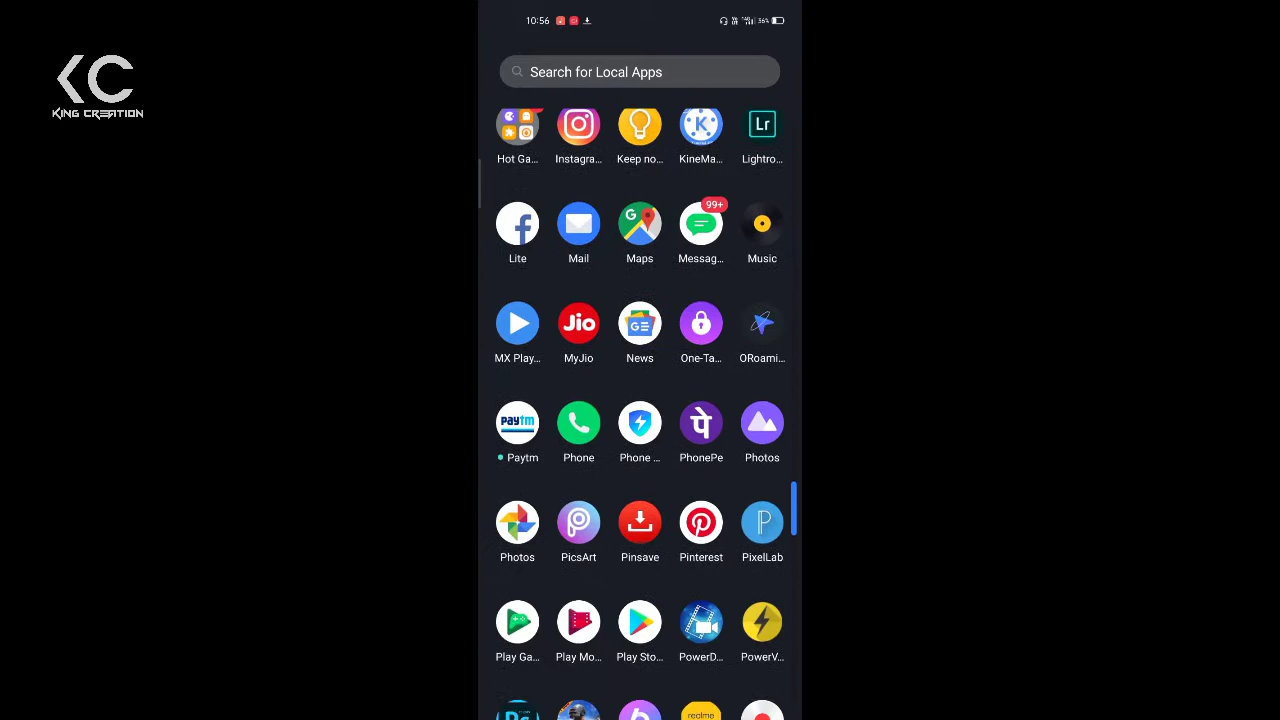 10:56
36%
KC
KING CREATION
Search for Local Apps
Lr
Hot Ga... Instagra... Keep no... KineMa... Lightro...
99+
Lite Mail Maps Messag... Music
Jio
MX Play... MyJio News One-Ta... ORoami...
paytm पे
Paytm Phone Phone ... PhonePe Photos
Photos PicsArt Pinsave Pinterest PixelLab
Play Ga... Play Mo... Play Sto... PowerD... PowerV...
realme